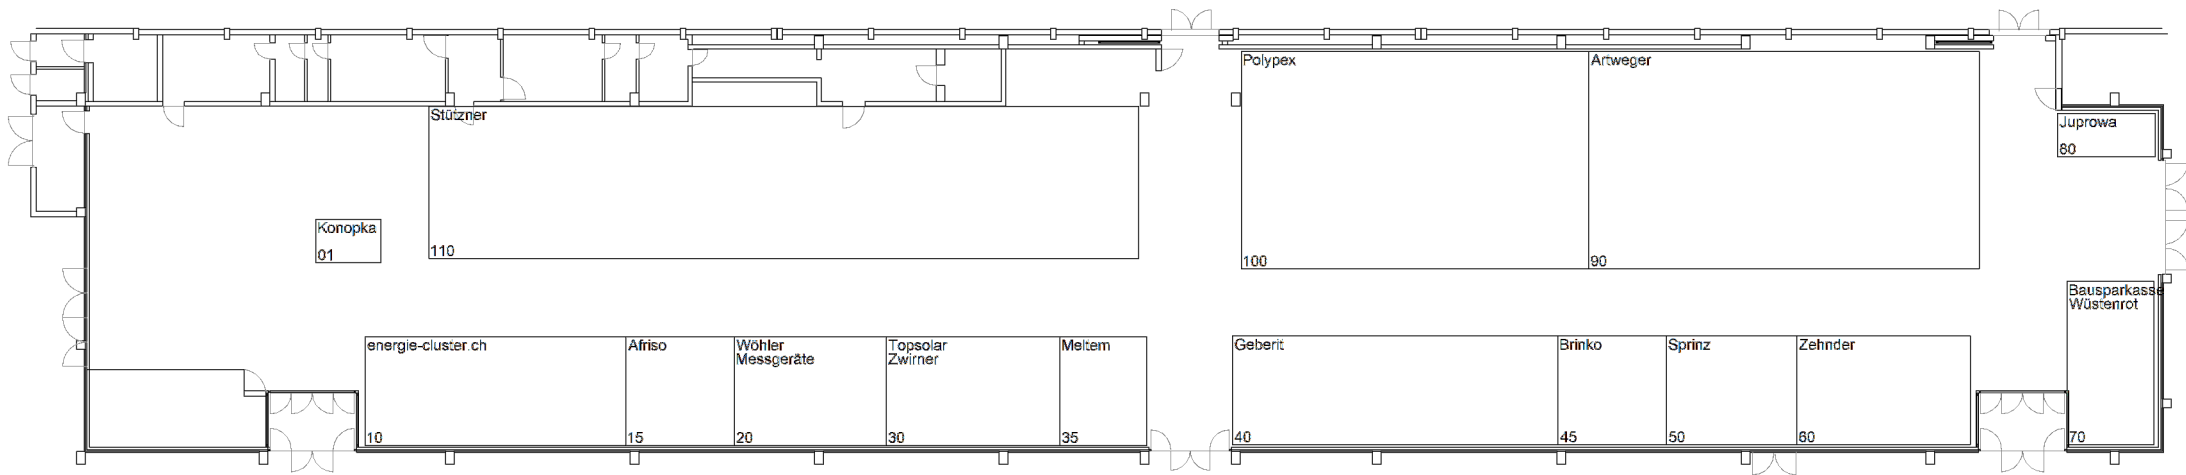 Polypex
Artweger
Stützner
Juprowa
80
Konopka
01
110
100
90
Bausparkasse
Wüstenrot
energie-cluster.ch
Afriso
Wöhler
Messgeräte
Topsolar
Zwirner
Meltem
Geberit
Brinko
Sprinz
Zehnder
10
15
20
30
35
40
45
50
60
70